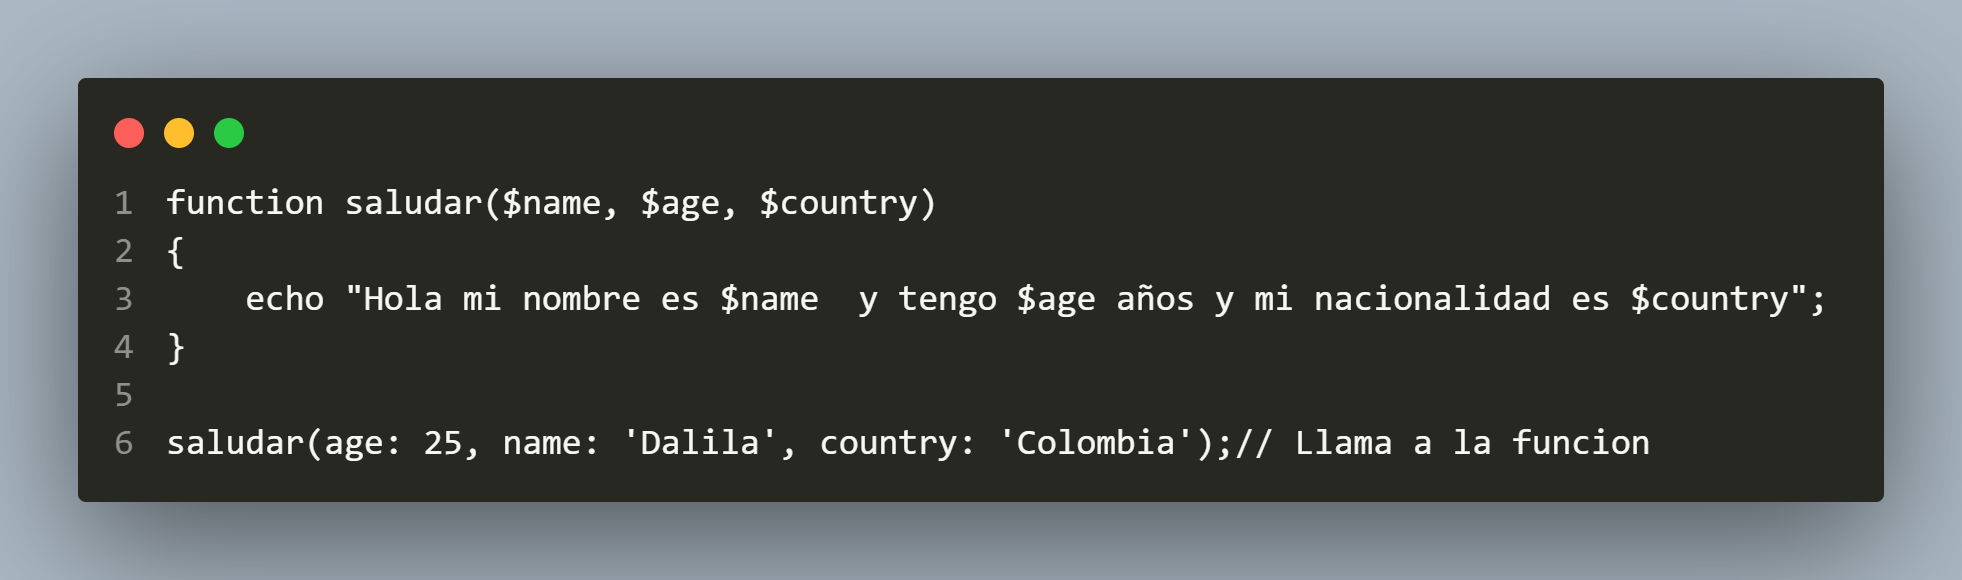 1 function saludar($name, $age, $country)
2 {
3     echo "Hola mi nombre es $name  y tengo $age años y mi nacionalidad es $country";
4 }
5
6 saludar(age: 25, name: 'Dalila', country: 'Colombia');// Llama a la funcion